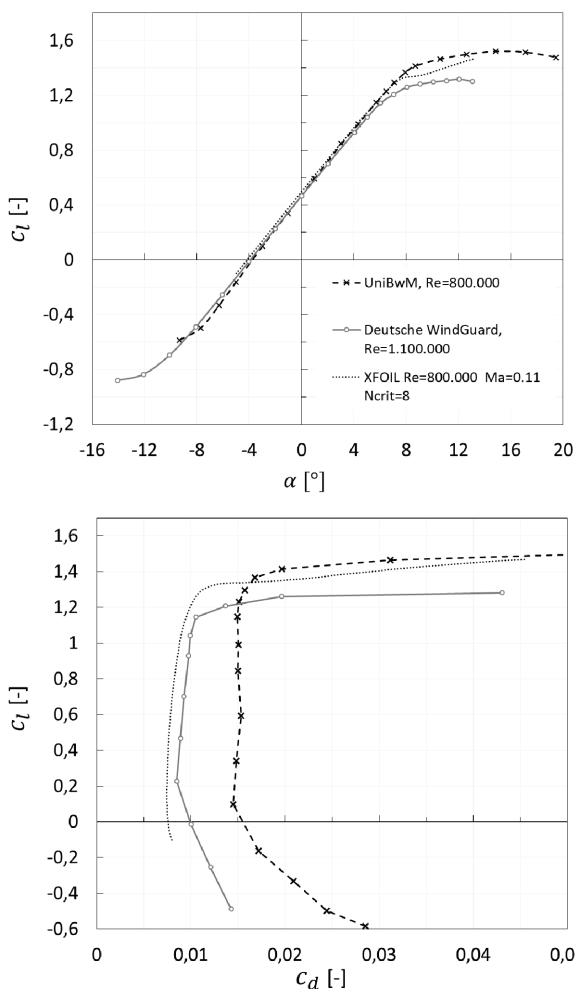 1,6
1,2
0,8
0,4
0
-0,4
-0,8
-1,2
c_l [-]
UniBwM, Re=800.000
Deutsche WindGuard,
Re=1.100.000
XFOIL Re=800.000 Ma=0.11
Ncrit=8
-16 -12 -8 -4 0 4 8 12 16 20
α [°]
1,6
1,4
1,2
1
0,8
0,6
0,4
0,2
0
-0,2
-0,4
-0,6
c_l [-]
0 0,01 0,02 0,03 0,04 0,0
c_d [-]